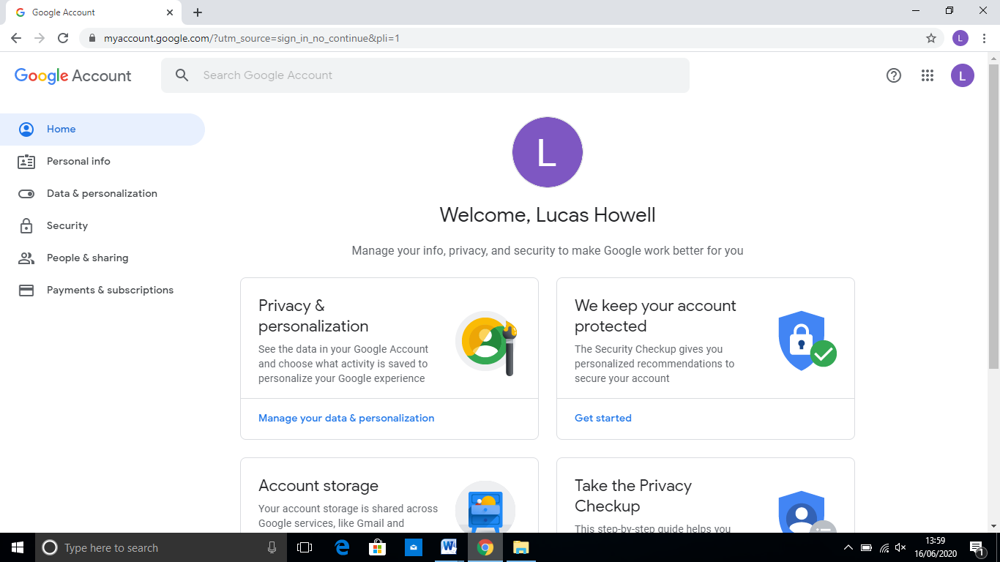 Google Account
myaccount.google.com/?utm_source=sign_in_no_continue&pli=1
L
Google Account
Search Google Account
L
Home
Personal info
Data & personalization
Security
People & sharing
Payments & subscriptions
L
Welcome, Lucas Howell
Manage your info, privacy, and security to make Google work better for you
Privacy &
personalization
See the data in your Google Account
and choose what activity is saved to
personalize your Google experience
Manage your data & personalization
We keep your account
protected
The Security Checkup gives you
personalized recommendations to
secure your account
Get started
Account storage
Your account storage is shared across
Google services, like Gmail and
Take the Privacy
Checkup
This step-by-step guide helps you
Type here to search
13:59
16/06/2020
1